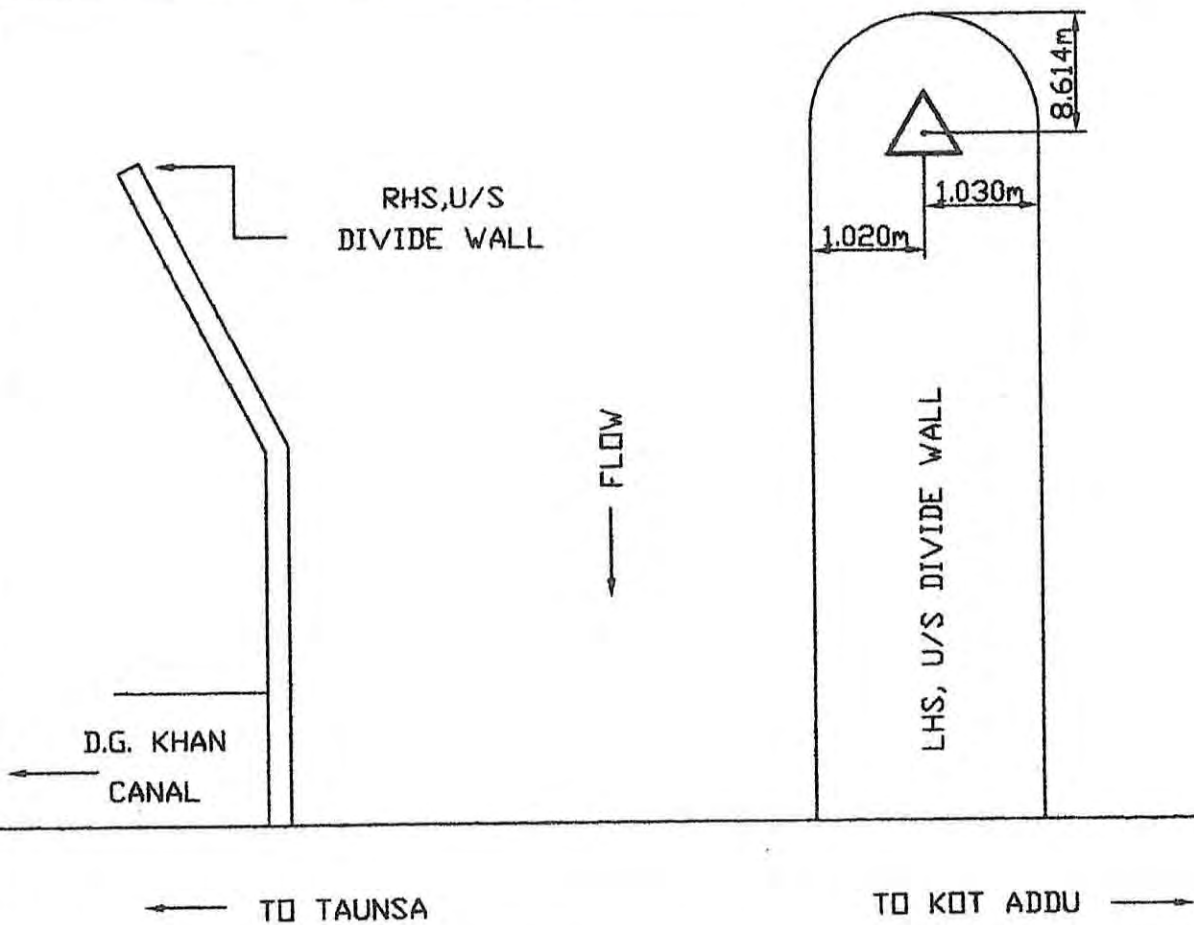 8.614m
RHS,U/S
DIVIDE WALL
1.030m
1.020m
FLOW
LHS, U/S DIVIDE WALL
D.G. KHAN
CANAL
TO TAUNSA
TO KOT ADDU